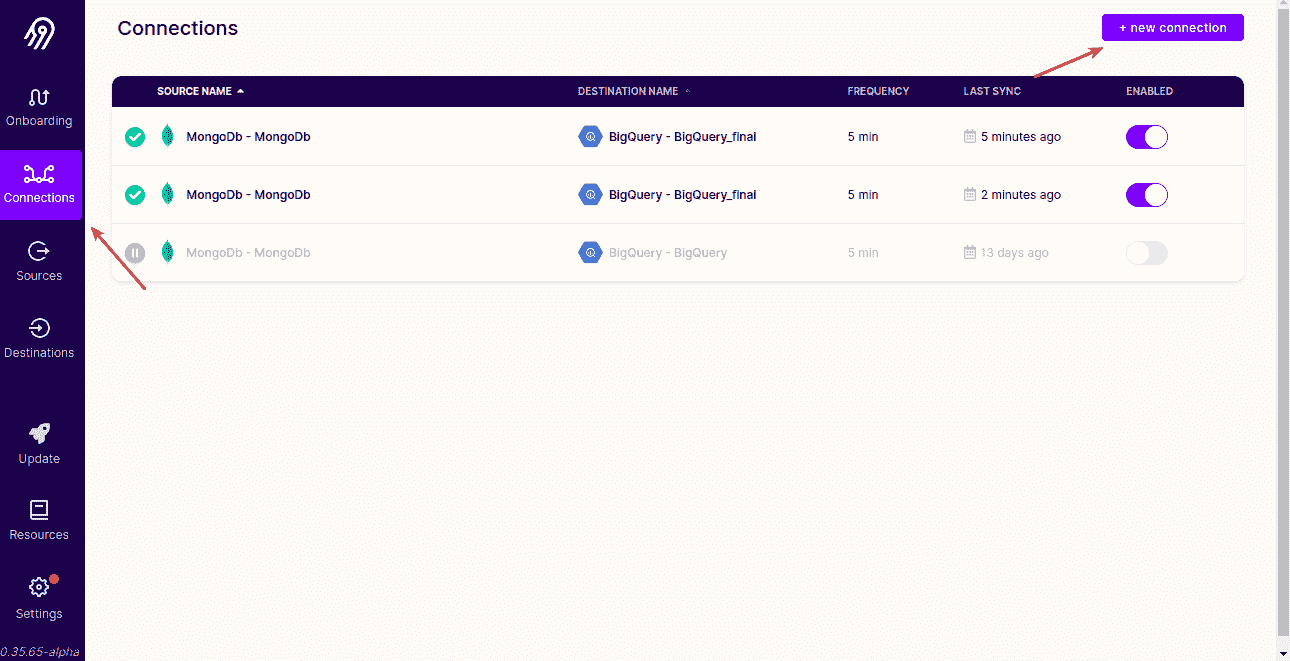 Connections
+ new connection
SOURCE NAME DESTINATION NAME FREQUENCY LAST SYNC ENABLED
MongoDb - MongoDb BigQuery - BigQuery_final 5 min 5 minutes ago
MongoDb - MongoDb BigQuery - BigQuery_final 5 min 2 minutes ago
MongoDb - MongoDb BigQuery - BigQuery 5 min 13 days ago
Onboarding
Connections
Sources
Destinations
Update
Resources
Settings
0.35.65-alpha